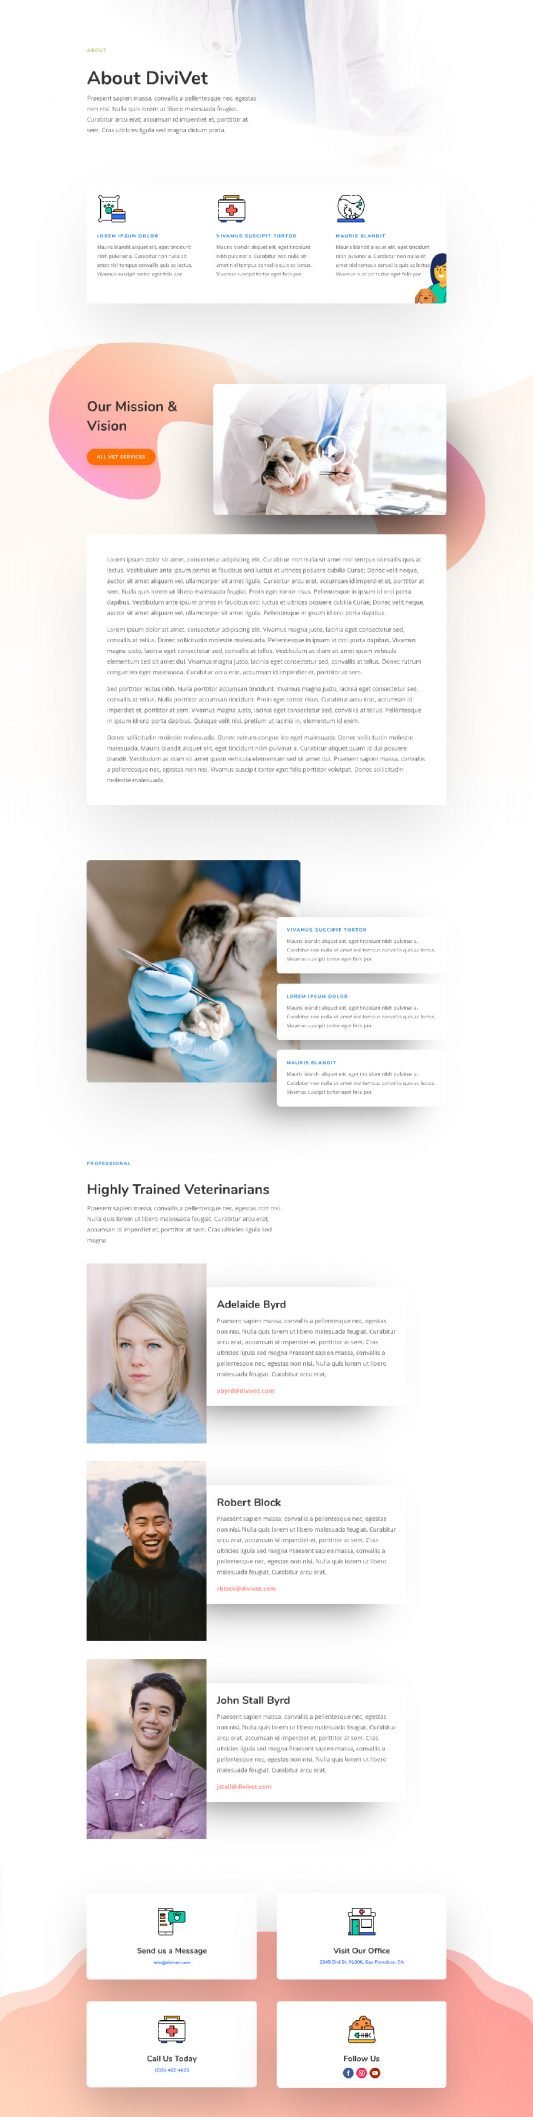 ABOUT
About DiviVet
Praesent sapien massa, convallis a pellentesque nec, egestas
non nisi. Nulla quis lorem ut libero malesuada feugiat.
Curabitur arcu erat, accumsan id imperdiet et, porttitor at
sem. Cras ultricies ligula sed magna dictum porta.
LOREM IPSUM DOLOR
Mauris blandit aliquet elit, eget tincidunt
nibh pulvinar a. Curabitur non nulla sit
amet nisl tempus convallis quis ac lectus.
Vivamus suscipit tortor eget felis por
VIVAMUS SUSCIPIT TORTOR
Mauris blandit aliquet elit, eget tincidunt
nibh pulvinar a. Curabitur non nulla sit
amet nisl tempus convallis quis ac lectus.
Vivamus suscipit tortor eget felis por
MAURIS BLANDIT
Mauris blandit aliquet elit, eget tincidunt
nibh pulvinar a. Curabitur non nulla sit
amet nisl tempus convallis quis ac lectus.
Vivamus suscipit tortor eget felis por
Our Mission &
Vision
ALL VET SERVICES
Lorem ipsum dolor sit amet, consectetur adipiscing elit. Curabitur non nulla sit amet nisl tempus convallis quis ac
lectus. Vestibulum ante ipsum primis in faucibus orci luctus et ultrices posuere cubilia Curae; Donec velit neque,
auctor sit amet aliquam vel, ullamcorper sit amet ligula. Curabitur arcu erat, accumsan id imperdiet et, porttitor at
sem. Nulla quis lorem ut libero malesuada feugiat. Proin eget tortor risus. Pellentesque in ipsum id orci porta
dapibus. Vestibulum ante ipsum primis in faucibus orci luctus et ultrices posuere cubilia Curae; Donec velit neque,
auctor sit amet aliquam vel, ullamcorper sit amet ligula. Pellentesque in ipsum id orci porta dapibus.
Lorem ipsum dolor sit amet, consectetur adipiscing elit. Vivamus magna justo, lacinia eget consectetur sed,
convallis at tellus. Donec sollicitudin molestie malesuada. Pellentesque in ipsum id orci porta dapibus. Vivamus
magna justo, lacinia eget consectetur sed, convallis at tellus. Vestibulum ac diam sit amet quam vehicula
elementum sed sit amet dui. Vivamus magna justo, lacinia eget consectetur sed, convallis at tellus. Donec rutrum
congue leo eget malesuada. Curabitur arcu erat, accumsan id imperdiet et, porttitor at sem.
Sed porttitor lectus nibh. Nulla porttitor accumsan tincidunt. Vivamus magna justo, lacinia eget consectetur sed,
convallis at tellus. Nulla porttitor accumsan tincidunt. Proin eget tortor risus. Curabitur arcu erat, accumsan id
imperdiet et, porttitor at sem. Vivamus magna justo, lacinia eget consectetur sed, convallis at tellus. Pellentesque
in ipsum id orci porta dapibus. Quisque velit nisi, pretium ut lacinia in, elementum id enim.
Donec sollicitudin molestie malesuada. Donec rutrum congue leo eget malesuada. Donec sollicitudin molestie
malesuada. Mauris blandit aliquet elit, eget tincidunt nibh pulvinar a. Curabitur aliquet quam id dui posuere
blandit. Vestibulum ac diam sit amet quam vehicula elementum sed sit amet dui. Praesent sapien massa, convallis
a pellentesque nec, egestas non nisi. Vivamus suscipit tortor eget felis porttitor volutpat. Donec sollicitudin
molestie malesuada.
VIVAMUS SUSCIPIT TORTOR
Mauris blandit aliquet elit, eget tincidunt nibh pulvinar a.
Curabitur non nulla sit amet nisl tempus convallis quis ac lectus.
Vivamus suscipit tortor eget felis por
LOREM IPSUM DOLOR
Mauris blandit aliquet elit, eget tincidunt nibh pulvinar a.
Curabitur non nulla sit amet nisl tempus convallis quis ac lectus.
Vivamus suscipit tortor eget felis por
MAURIS BLANDIT
Mauris blandit aliquet elit, eget tincidunt nibh pulvinar a.
Curabitur non nulla sit amet nisl tempus convallis quis ac lectus.
Vivamus suscipit tortor eget felis por
PROFESSIONAL
Highly Trained Veterinarians
Praesent sapien massa, convallis a pellentesque nec, egestas non nisi.
Nulla quis lorem ut libero malesuada feugiat. Curabitur arcu erat,
accumsan id imperdiet et, porttitor at sem. Cras ultricies ligula sed
magna
Adelaide Byrd
Praesent sapien massa, convallis a pellentesque nec, egestas
non nisi. Nulla quis lorem ut libero malesuada feugiat. Curabitur
arcu erat, accumsan id imperdiet et, porttitor at sem. Cras
ultricies ligula sed magna Praesent sapien massa, convallis a
pellentesque nec, egestas non nisi. Nulla quis lorem ut libero
malesuada feugiat. Curabitur arcu erat,
abyrd@divivet.com
Robert Block
Praesent sapien massa, convallis a pellentesque nec, egestas
non nisi. Nulla quis lorem ut libero malesuada feugiat. Curabitur
arcu erat, accumsan id imperdiet et, porttitor at sem. Cras
ultricies ligula sed magna Praesent sapien massa, convallis a
pellentesque nec, egestas non nisi. Nulla quis lorem ut libero
malesuada feugiat. Curabitur arcu erat,
rblock@divivet.com
John Stall Byrd
Praesent sapien massa, convallis a pellentesque nec, egestas
non nisi. Nulla quis lorem ut libero malesuada feugiat. Curabitur
arcu erat, accumsan id imperdiet et, porttitor at sem. Cras
ultricies ligula sed magna Praesent sapien massa, convallis a
pellentesque nec, egestas non nisi. Nulla quis lorem ut libero
malesuada feugiat. Curabitur arcu erat,
jstall@divivet.com
Send us a Message
info@divivet.com
Visit Our Office
Divi St. #1000, San Francisco, CA
Call Us Today
Follow Us